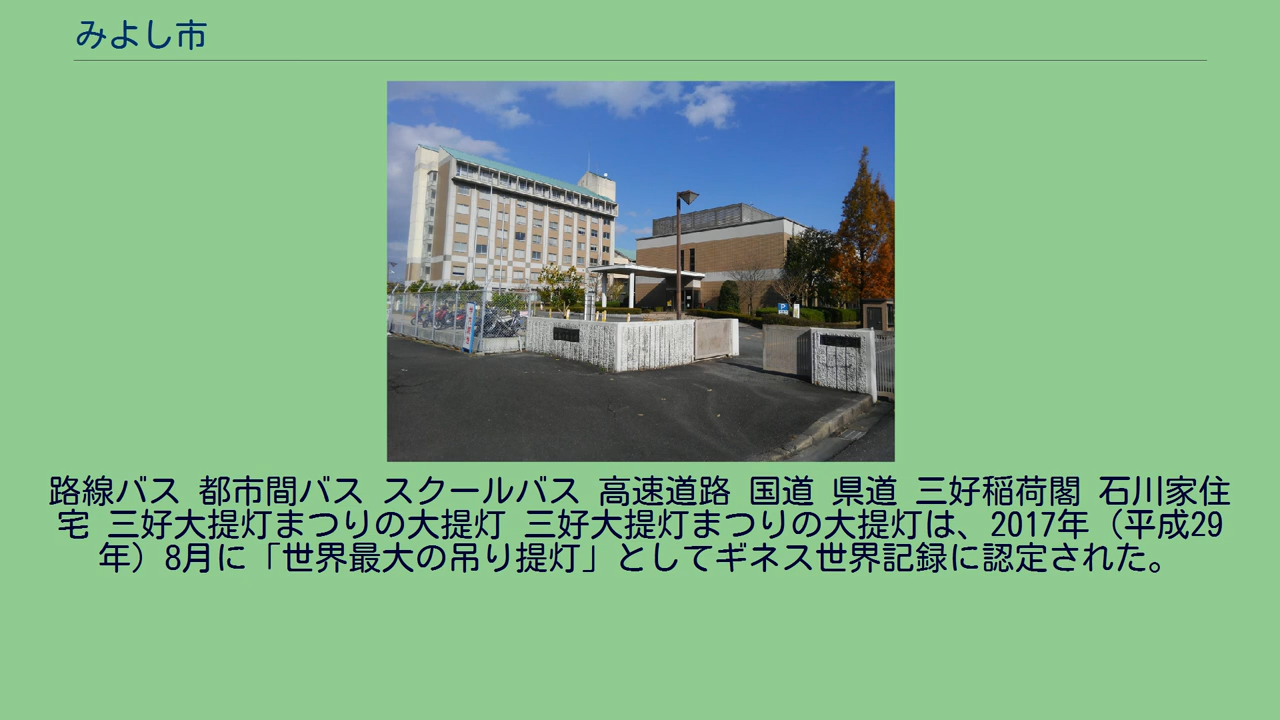 みよし市
路線バス 都市間バス スクールバス 高速道路 国道 県道 三好稲荷閣 石川家住
宅 三好大提灯まつりの大提灯 三好大提灯まつりの大提灯は、2017年（平成29
年）8月に「世界最大の吊り提灯」としてギネス世界記録に認定された。